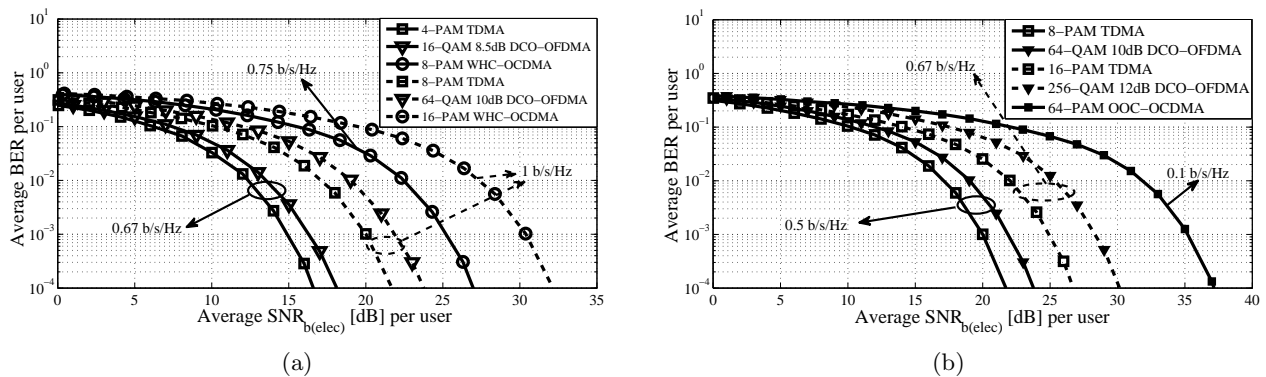 10^1
10^0
10^−1
10^−2
10^−3
10^−4
Average BER per user
0 5 10 15 20 25 30 35
Average SNR_b(elec) [dB] per user
4−PAM TDMA
16−QAM 8.5dB DCO−OFDMA
8−PAM WHC−OCDMA
8−PAM TDMA
64−QAM 10dB DCO−OFDMA
16−PAM WHC−OCDMA
0.75 b/s/Hz
1 b/s/Hz
0.67 b/s/Hz
(a)
10^1
10^0
10^−1
10^−2
10^−3
10^−4
Average BER per user
0 5 10 15 20 25 30 35 40
Average SNR_b(elec) [dB] per user
8−PAM TDMA
64−QAM 10dB DCO−OFDMA
16−PAM TDMA
256−QAM 12dB DCO−OFDMA
64−PAM OOC−OCDMA
0.67 b/s/Hz
0.1 b/s/Hz
0.5 b/s/Hz
(b)